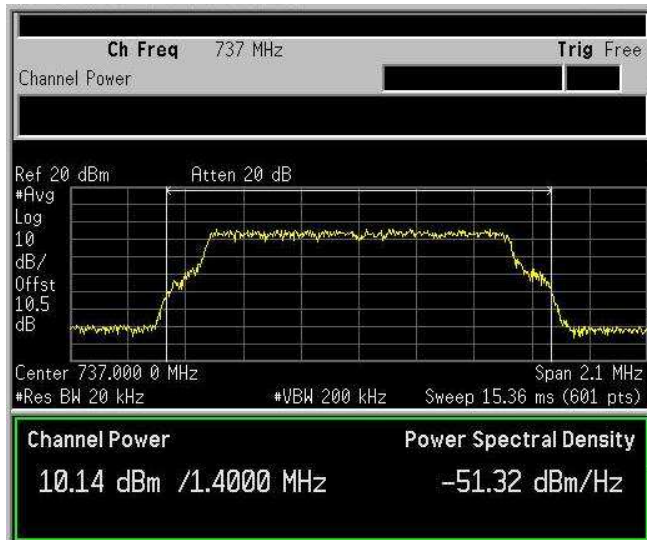 Ch Freq 737 MHz Trig Free
Channel Power
Ref 20 dBm Atten 20 dB
#Avg
Log
10
dB/
Offst
10.5
dB
Center 737.000 0 MHz Span 2.1 MHz
#Res BW 20 kHz #VBW 200 kHz Sweep 15.36 ms (601 pts)
Channel Power Power Spectral Density
10.14 dBm /1.4000 MHz -51.32 dBm/Hz